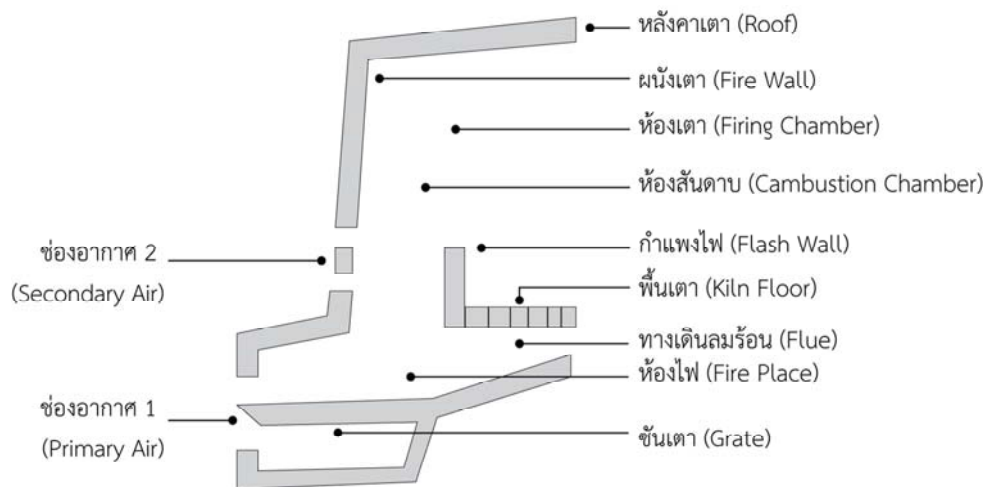 หลังคาเตา (Roof)
ผนังเตา (Fire Wall)
ห้องเตา (Firing Chamber)
ห้องสันดาบ (Cambustion Chamber)
ช่องอากาศ 2
(Secondary Air)
กำแพงไฟ (Flash Wall)
พื้นเตา (Kiln Floor)
ทางเดินลมร้อน (Flue)
ห้องไฟ (Fire Place)
ช่องอากาศ 1
(Primary Air)
ชันเตา (Grate)